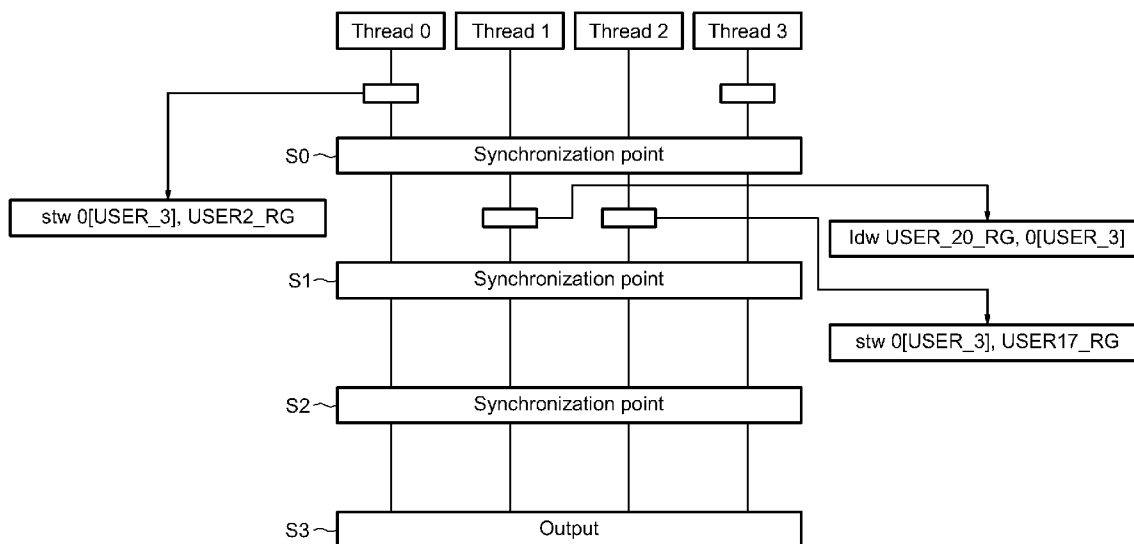 Thread 0
Thread 1
Thread 2
Thread 3
S0
Synchronization point
stw 0[USER_3], USER2_RG
ldw USER_20_RG, 0[USER_3]
S1
Synchronization point
stw 0[USER_3], USER17_RG
S2
Synchronization point
S3
Output